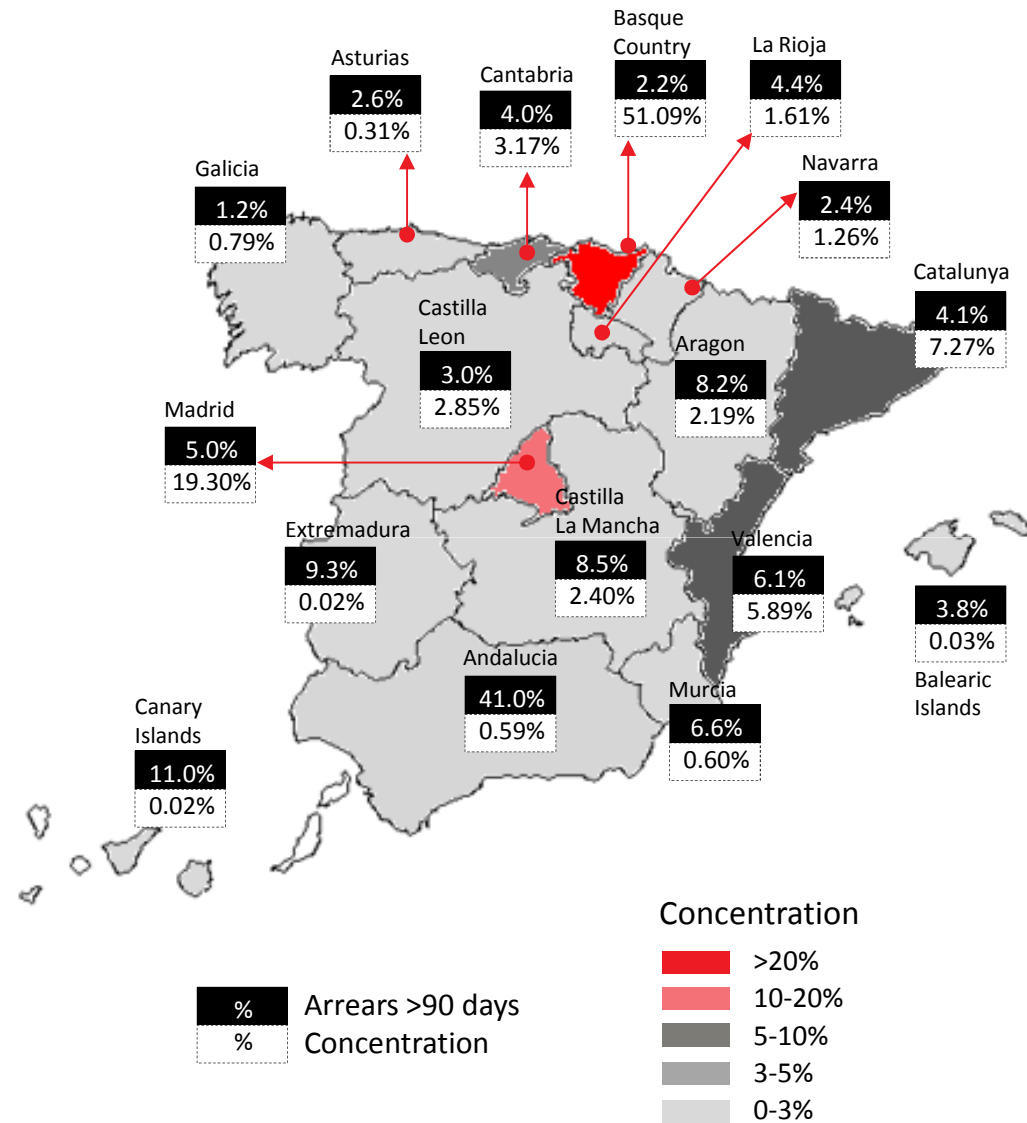 Basque
Country
2.2%
51.09%
La Rioja
4.4%
1.61%
Asturias
2.6%
0.31%
Cantabria
4.0%
3.17%
Navarra
2.4%
1.26%
Galicia
1.2%
0.79%
Catalunya
4.1%
7.27%
Castilla
Leon
3.0%
2.85%
Aragon
8.2%
2.19%
Madrid
5.0%
19.30%
Castilla
La Mancha
8.5%
2.40%
Extremadura
9.3%
0.02%
Valencia
6.1%
5.89%
3.8%
0.03%
Balearic
Islands
Andalucia
41.0%
0.59%
Murcia
6.6%
0.60%
Canary
Islands
11.0%
0.02%
Concentration
>20%
10-20%
5-10%
3-5%
0-3%
% Arrears >90 days
% Concentration